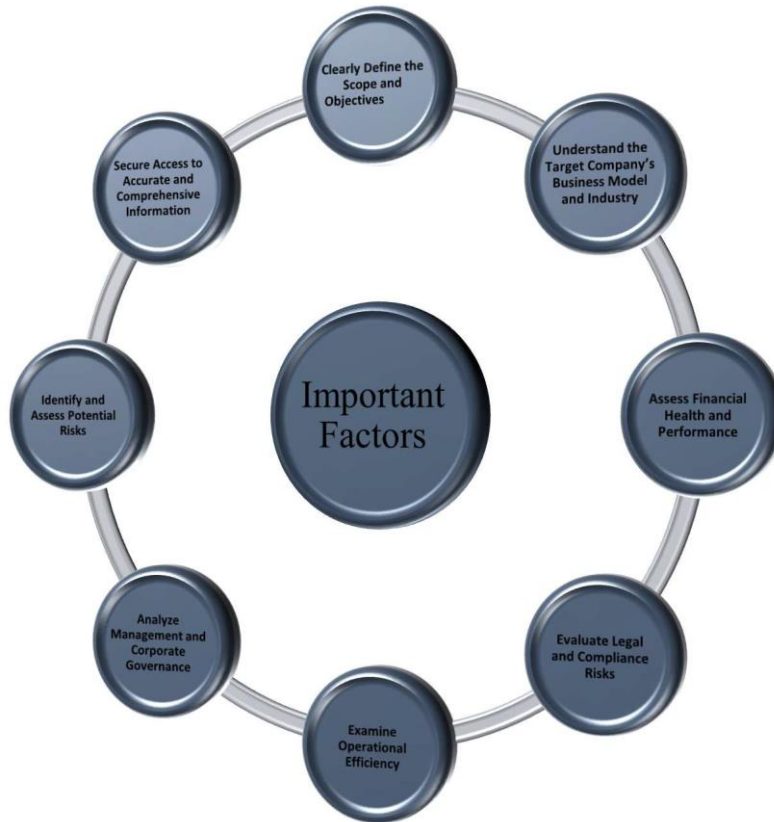 Clearly Define the
Scope and
Objectives
Understand the
Target Company's
Business Model
and Industry
Assess Financial
Health and
Performance
Evaluate Legal
and Compliance
Risks
Examine
Operational
Efficiency
Analyze
Management and
Corporate
Governance
Identify and
Assess Potential
Risks
Secure Access to
Accurate and
Comprehensive
Information
Important
Factors